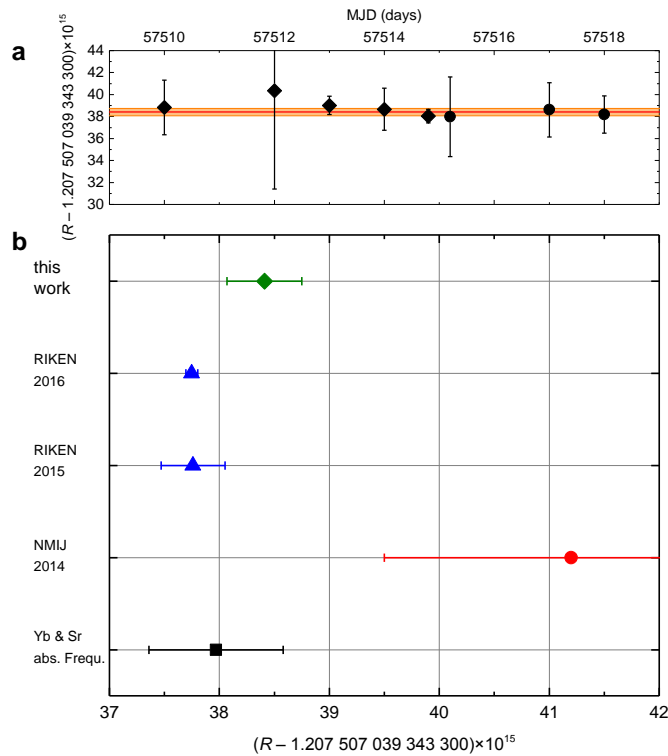 MJD (days)
57510 57512 57514 57516 57518
a
44
42
40
38
36
34
32
30
(R – 1.207 507 039 343 300)×10¹⁵
b
this
work
RIKEN
2016
RIKEN
2015
NMIJ
2014
Yb & Sr
abs. Frequ.
37 38 39 40 41 42
(R – 1.207 507 039 343 300)×10¹⁵